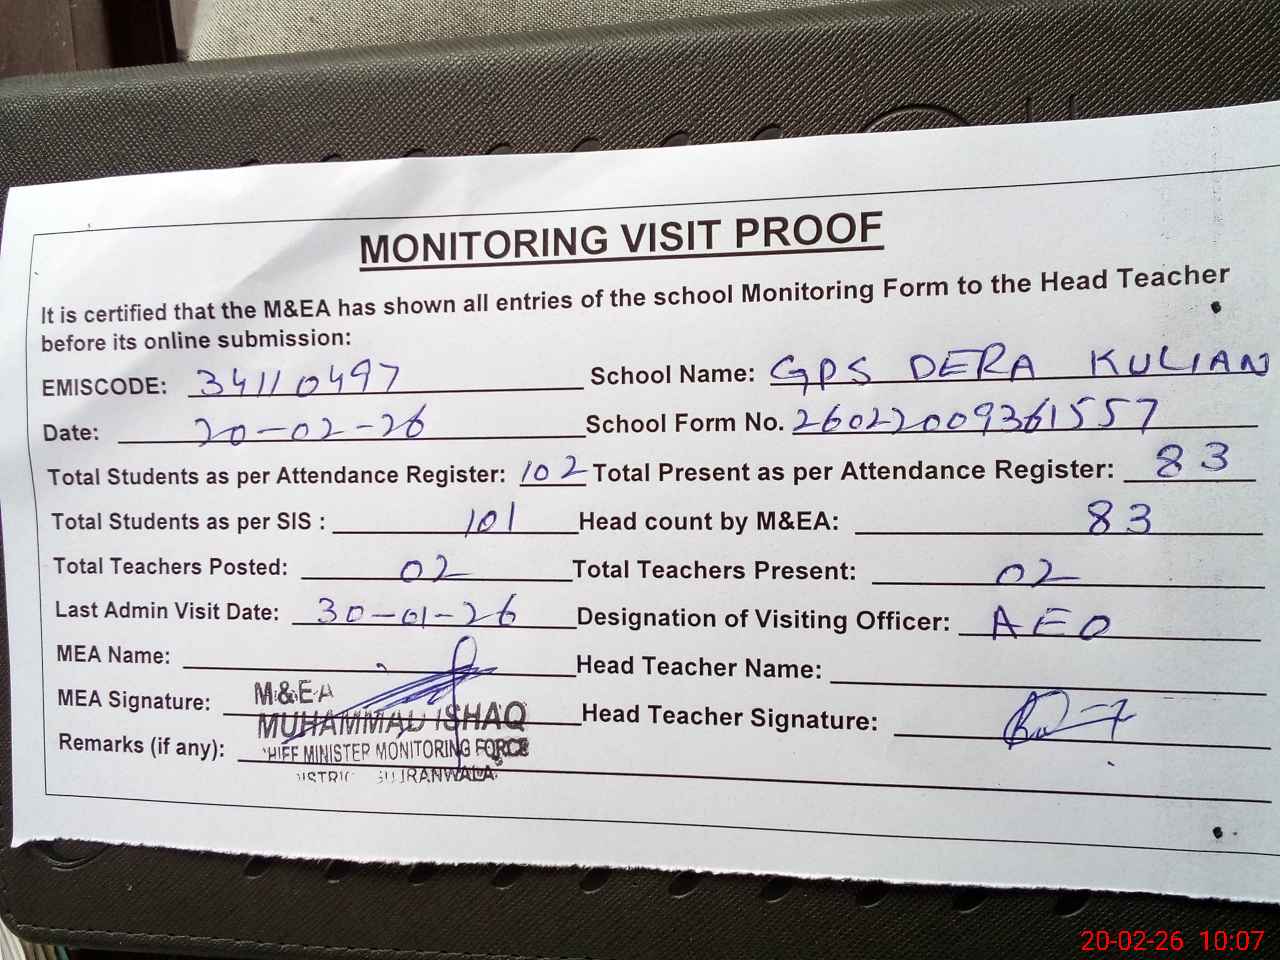 MONITORING VISIT PROOF
It is certified that the M&EA has shown all entries of the school Monitoring Form to the Head Teacher
before its online submission:
EMISCODE: 34110497 School Name: GPS DERA KULIAN
Date: 20-02-26 School Form No. 26022009361557
Total Students as per Attendance Register: 102 Total Present as per Attendance Register: 83
Total Students as per SIS : 101 Head count by M&EA: 83
Total Teachers Posted: 02 Total Teachers Present: 02
Last Admin Visit Date: 30-01-26 Designation of Visiting Officer: AEO
MEA Name: Head Teacher Name:
MEA Signature: Head Teacher Signature:
M&EA
MUHAMMAD ISHAQ
Remarks (if any):
HIEF MINISTER MONITORING FORCE
20-02-26 10:07